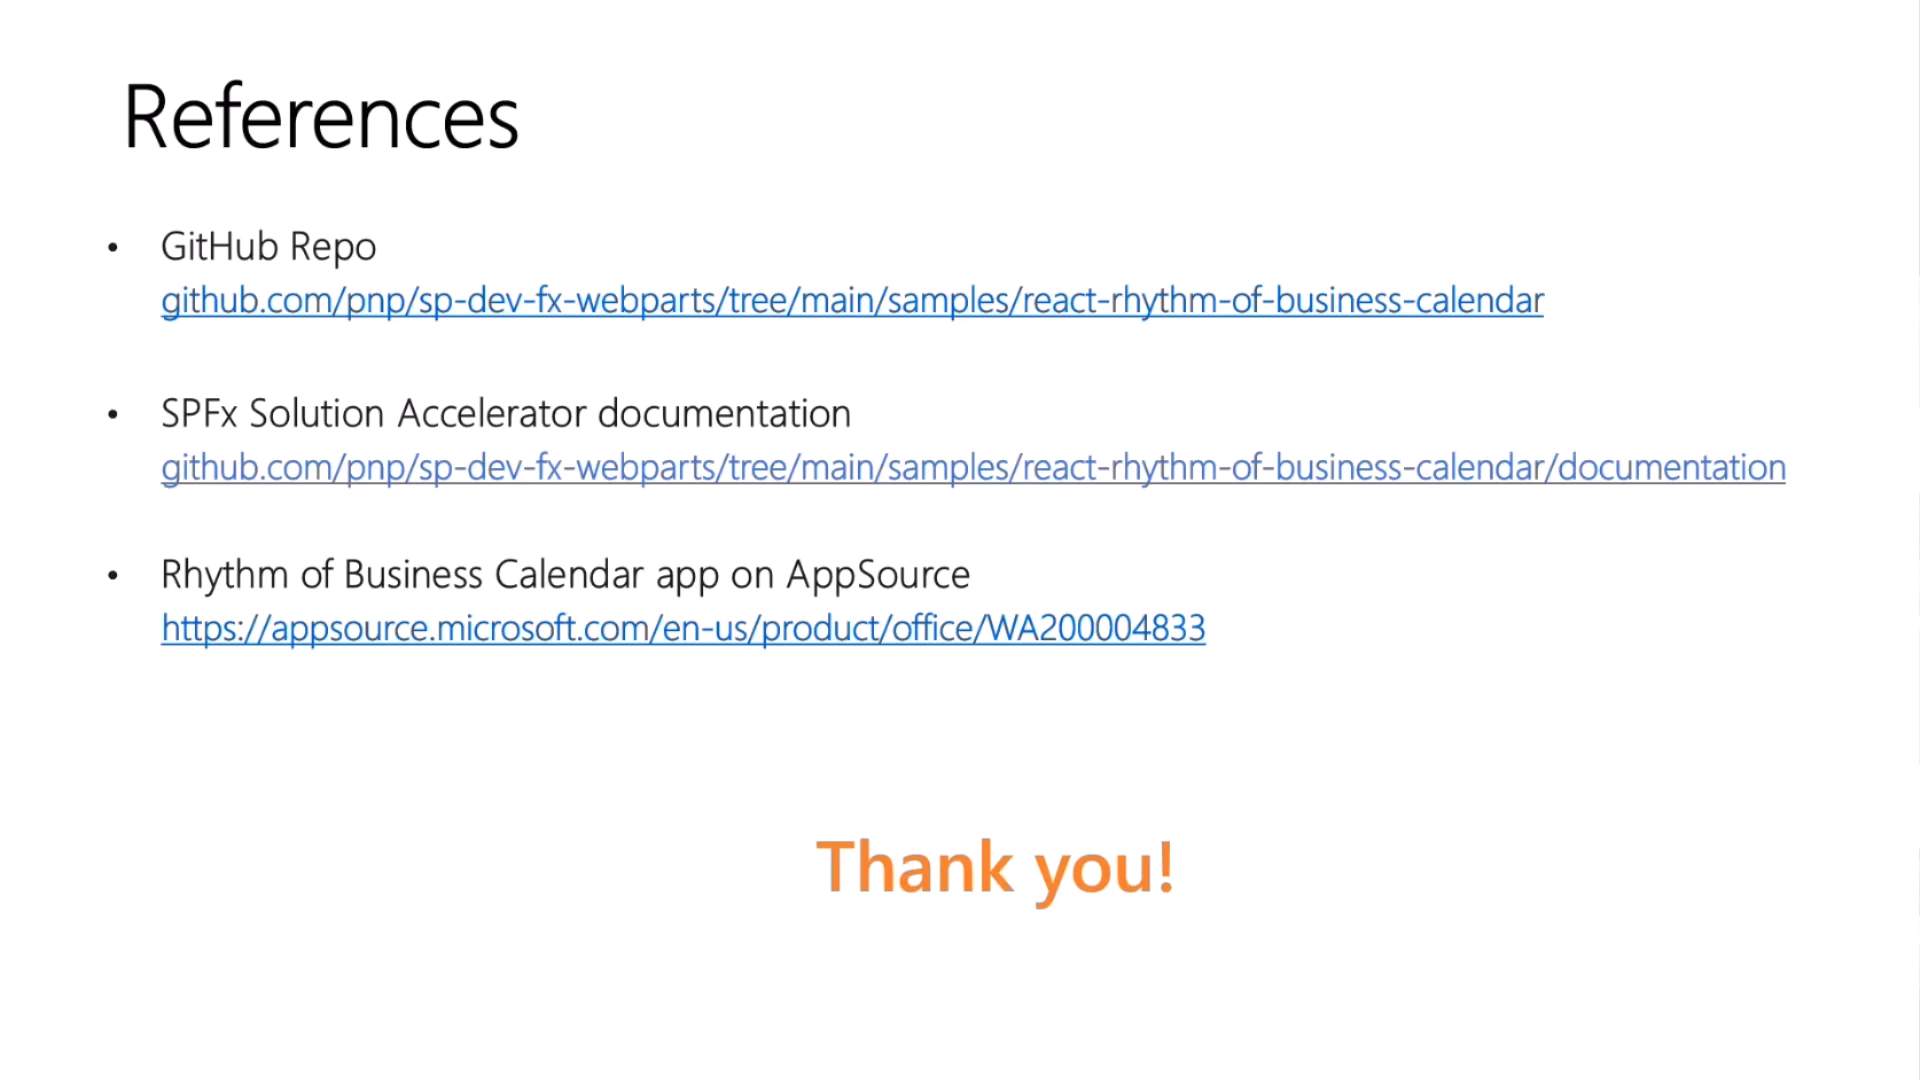 References
• GitHub Repo
github.com/pnp/sp-dev-fx-webparts/tree/main/samples/react-rhythm-of-business-calendar
• SPFx Solution Accelerator documentation
github.com/pnp/sp-dev-fx-webparts/tree/main/samples/react-rhythm-of-business-calendar/documentation
• Rhythm of Business Calendar app on AppSource
https://appsource.microsoft.com/en-us/product/office/WA200004833
Thank you!